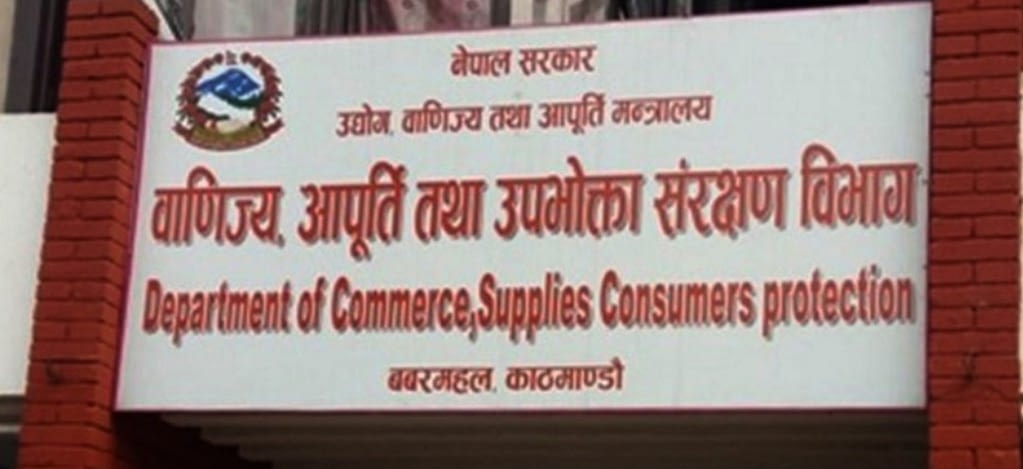 नेपाल सरकार
उद्योग, वाणिज्य तथा आपूर्ति मन्त्रालय
वाणिज्य, आपूर्ति तथा उपभोक्ता संरक्षण विभाग
Department of Commerce,Supplies Consumers protection
बबरमहल, काठमाण्डौ